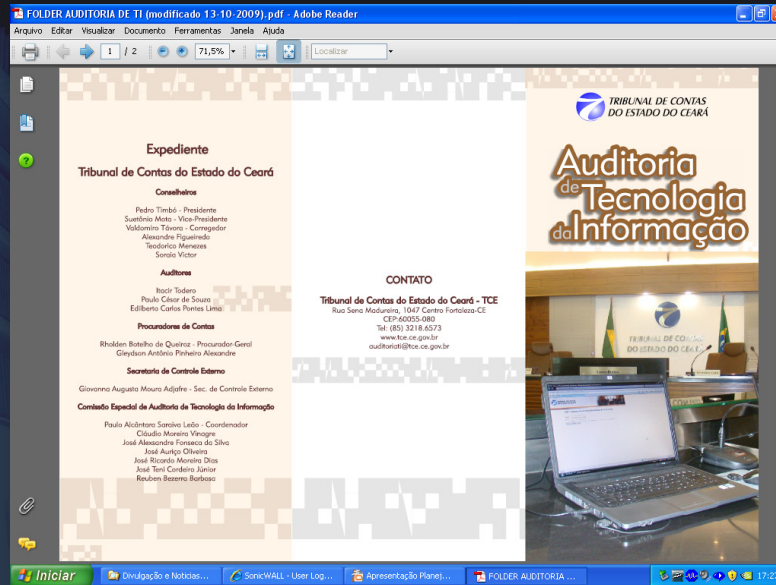 FOLDER AUDITORIA DE TI (modificado 13-10-2009).pdf - Adobe Reader
Arquivo Editar Visualizar Documento Ferramentas Janela Ajuda
1 / 2 71,5% Localizar
Expediente
Tribunal de Contas do Estado do Ceará
Conselheiros
Pedro Timbó - Presidente
Suetônio Mota - Vice-Presidente
Valdomiro Távora - Corregedor
Alexandre Figueiredo
Teodorico Menezes
Soraia Victor
Auditores
Itacir Todero
Paulo César de Souza
Edilberto Carlos Pontes Lima
Procuradores de Contas
Rholden Botelho de Queiroz - Procurador-Geral
Gleydson Antônio Pinheiro Alexandre
Secretaria de Controle Externo
Giovanna Augusta Moura Adjafre - Sec. de Controle Externo
Comissão Especial de Auditoria de Tecnologia da Informação
Paulo Alcântara Saraiva Leão - Coordenador
Cláudio Moreira Vinagre
José Alexsandre Fonseca da Silva
José Auriço Oliveira
José Ricardo Moreira Dias
José Teni Cordeiro Júnior
Reuben Bezerra Barbosa
CONTATO
Tribunal de Contas do Estado do Ceará - TCE
Rua Sena Madureira, 1047 Centro Fortaleza-CE
CEP:60055-080
Tel: (85) 3218.6573
www.tce.ce.gov.br
auditoriati@tce.ce.gov.br
TRIBUNAL DE CONTAS
DO ESTADO DO CEARÁ
Auditoria
de Tecnologia
da Informação
TRIBUNAL DE CONTAS
DO ESTADO DO CEARÁ
Iniciar Divulgação e Noticias... SonicWALL - User Log... Apresentação Planej... FOLDER AUDITORIA ... 17:2